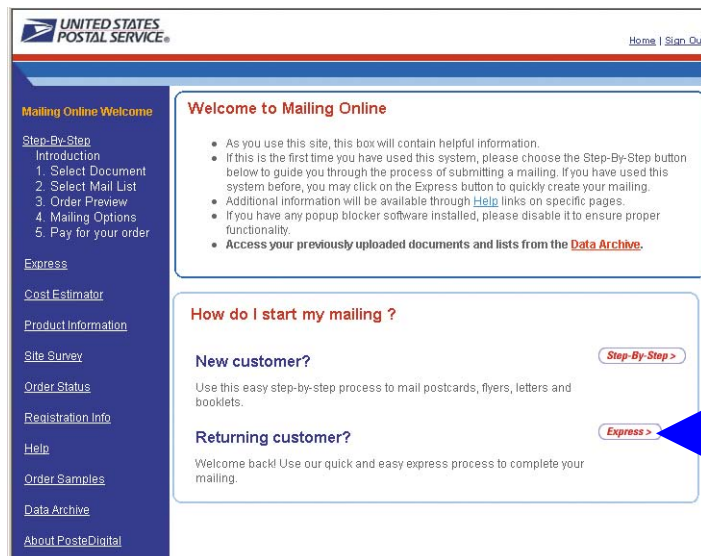 UNITED STATES
POSTAL SERVICE®
Home | Sign Ou
Mailing Online Welcome
Step-By-Step
Introduction
1. Select Document
2. Select Mail List
3. Order Preview
4. Mailing Options
5. Pay for your order
Express
Cost Estimator
Product Information
Site Survey
Order Status
Registration Info
Help
Order Samples
Data Archive
About PosteDigital
Welcome to Mailing Online
• As you use this site, this box will contain helpful information.
• If this is the first time you have used this system, please choose the Step-By-Step button
below to guide you through the process of submitting a mailing. If you have used this
system before, you may click on the Express button to quickly create your mailing.
• Additional information will be available through Help links on specific pages.
• If you have any popup blocker software installed, please disable it to ensure proper
functionality.
• Access your previously uploaded documents and lists from the Data Archive.
How do I start my mailing ?
New customer?
Step-By-Step >
Use this easy step-by-step process to mail postcards, flyers, letters and
booklets.
Returning customer?
Express >
Welcome back! Use our quick and easy express process to complete your
mailing.